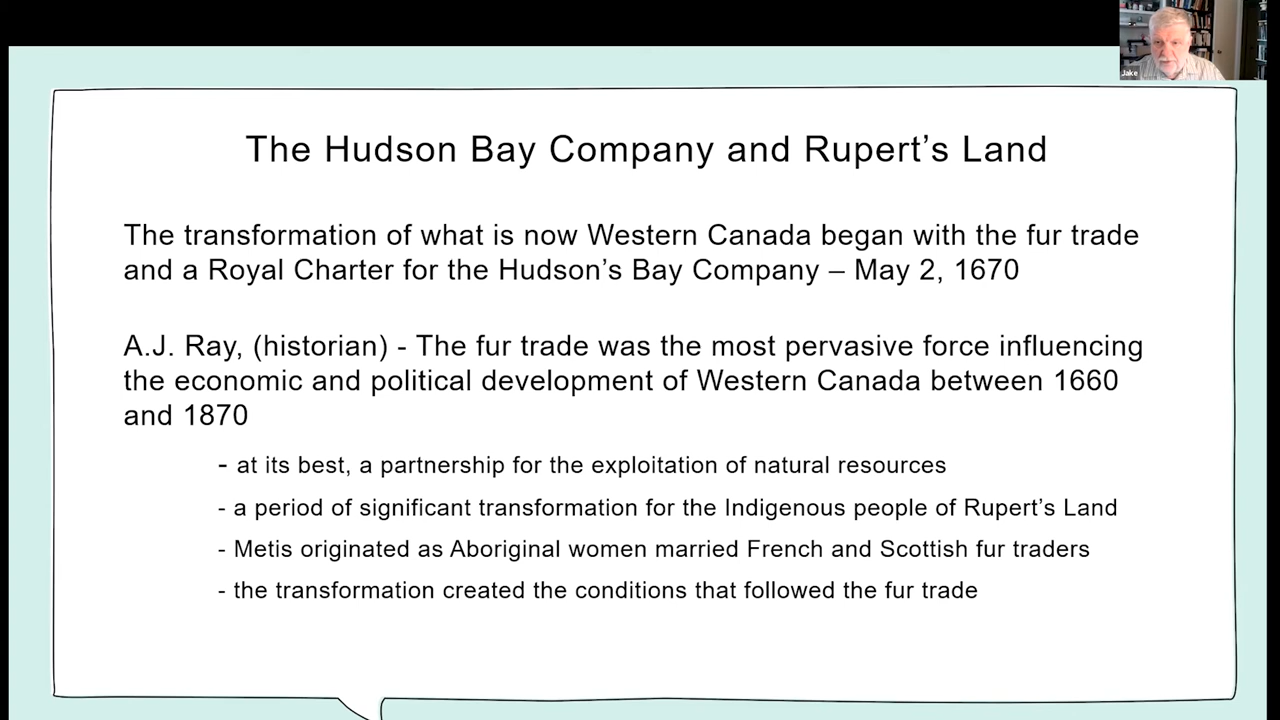 Jake
The Hudson Bay Company and Rupert’s Land
The transformation of what is now Western Canada began with the fur trade
and a Royal Charter for the Hudson’s Bay Company – May 2, 1670
A.J. Ray, (historian) - The fur trade was the most pervasive force influencing
the economic and political development of Western Canada between 1660
and 1870
- at its best, a partnership for the exploitation of natural resources
- a period of significant transformation for the Indigenous people of Rupert’s Land
- Metis originated as Aboriginal women married French and Scottish fur traders
- the transformation created the conditions that followed the fur trade